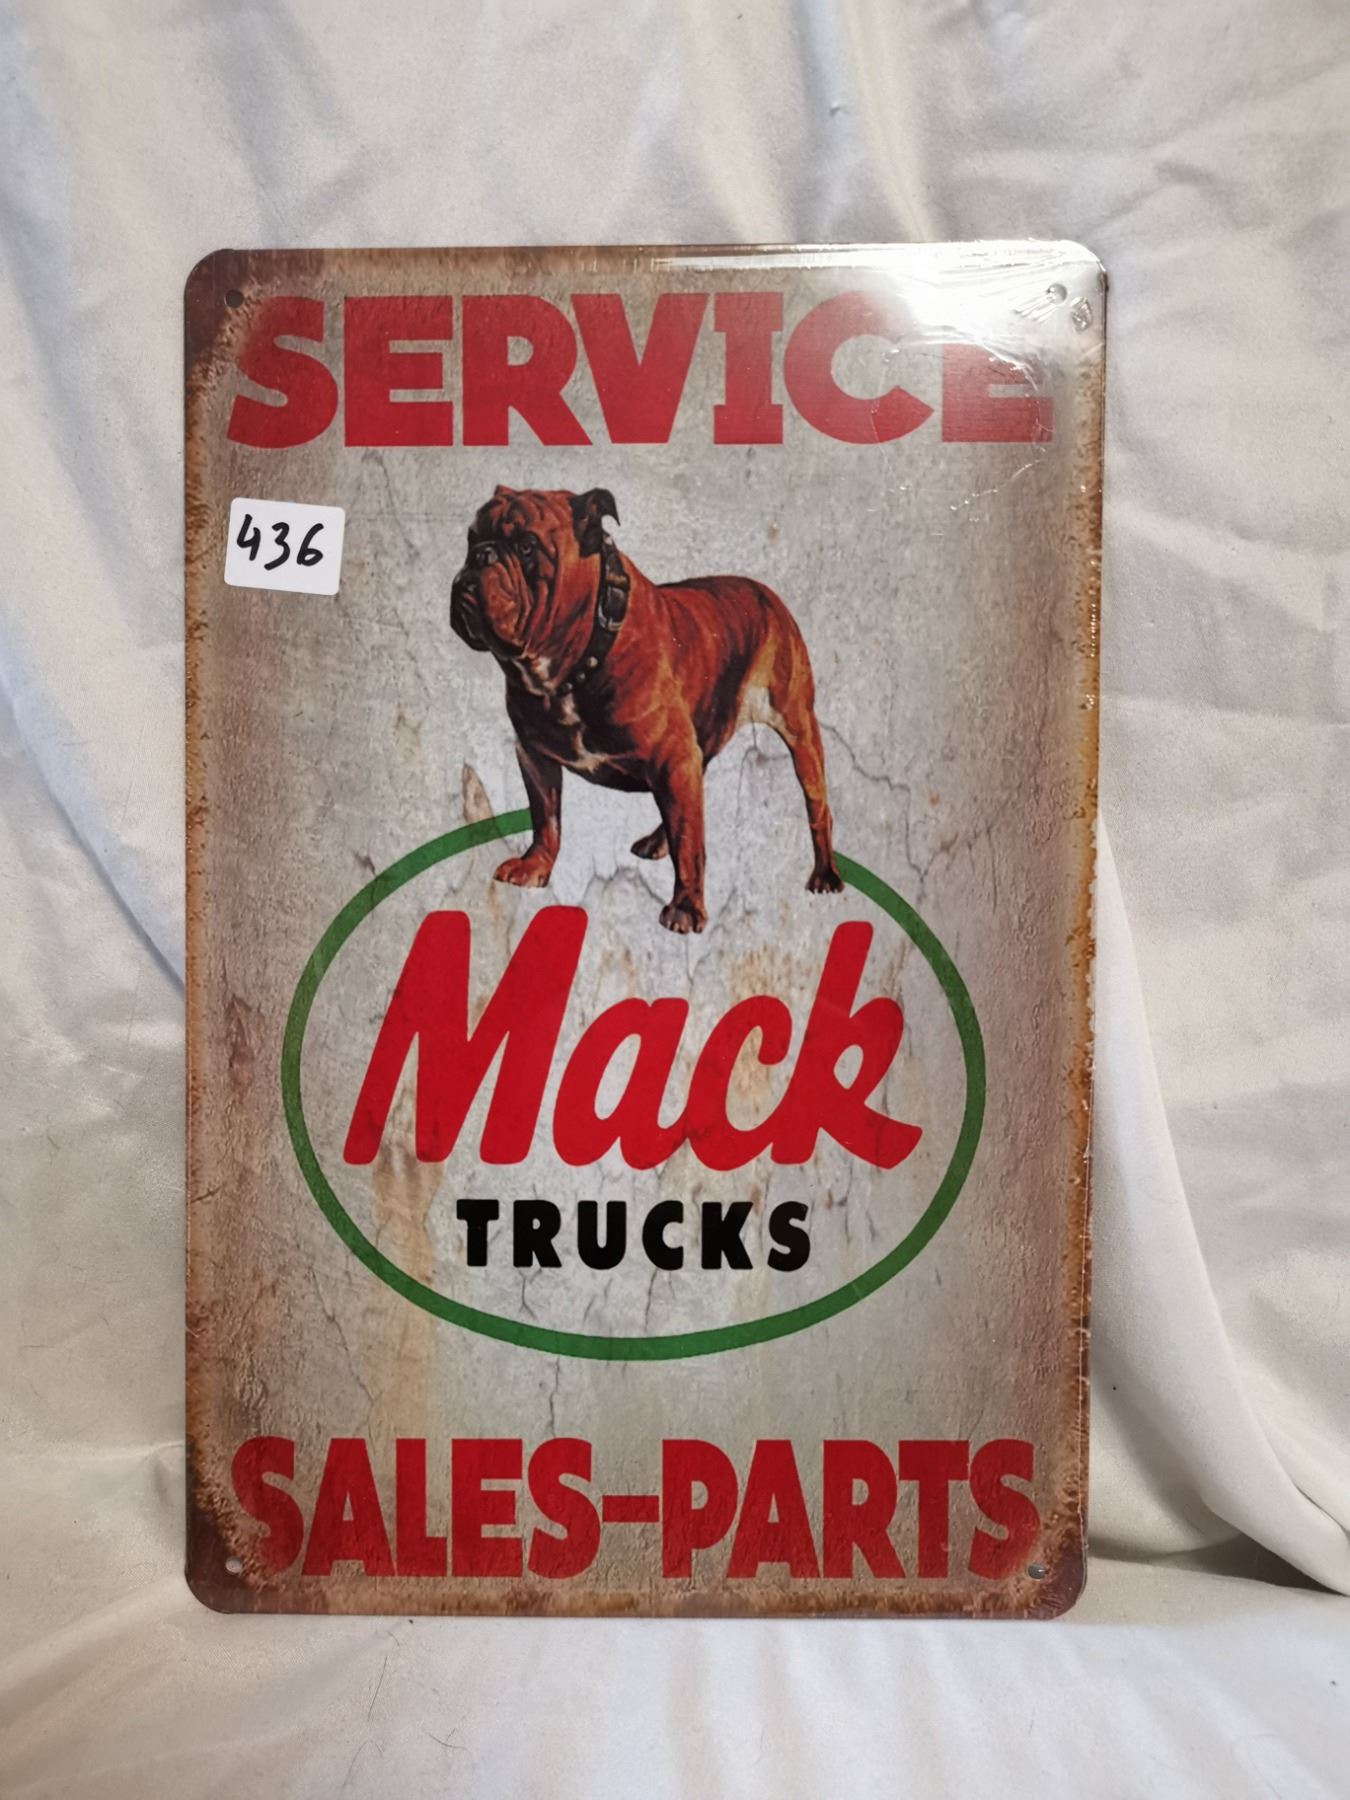 SERVICE
436
Mack
TRUCKS
SALES-PARTS